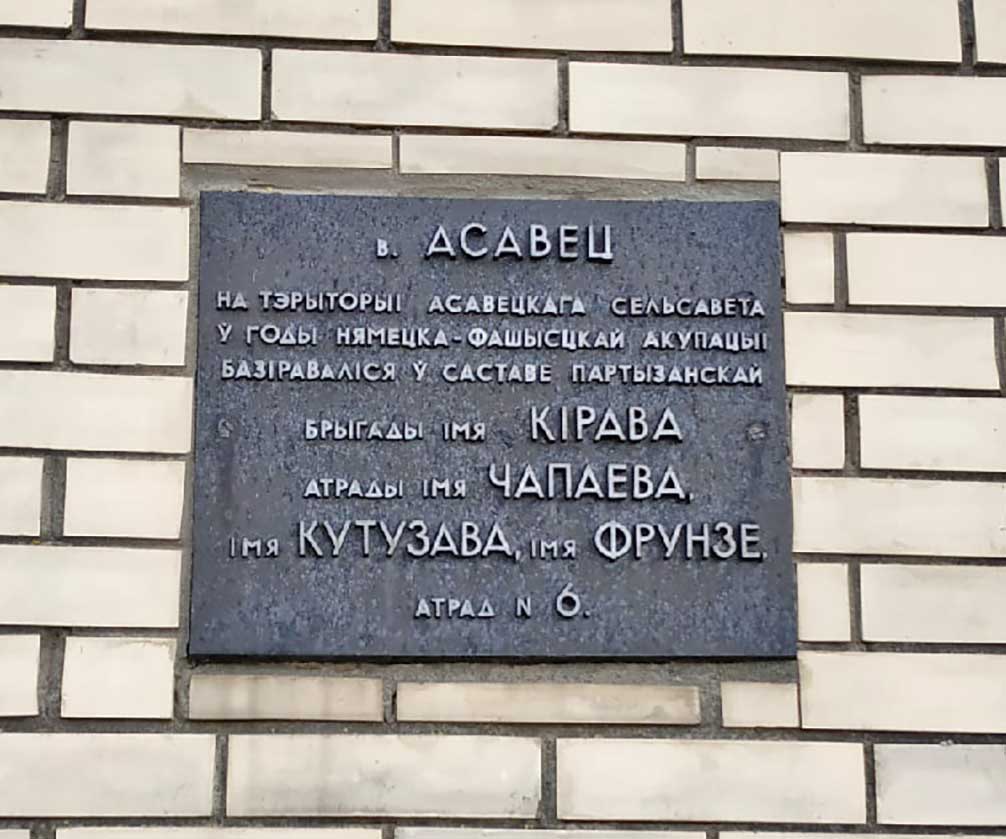 в. АСАВЕЦ
НА ТЭРЫТОРЫІ АСАВЕЦКАГА СЕЛЬСАВЕТА
Ў ГОДЫ НЯМЕЦКА-ФАШЫСЦКАЙ АКУПАЦЫІ
БАЗІРАВАЛІСЯ Ў САСТАВЕ ПАРТЫЗАНСКАЙ
БРЫГАДЫ ІМЯ КІРАВА
АТРАДЫ ІМЯ ЧАПАЕВА,
ІМЯ КУТУЗАВА, ІМЯ ФРУНЗЕ,
АТРАД N 6.